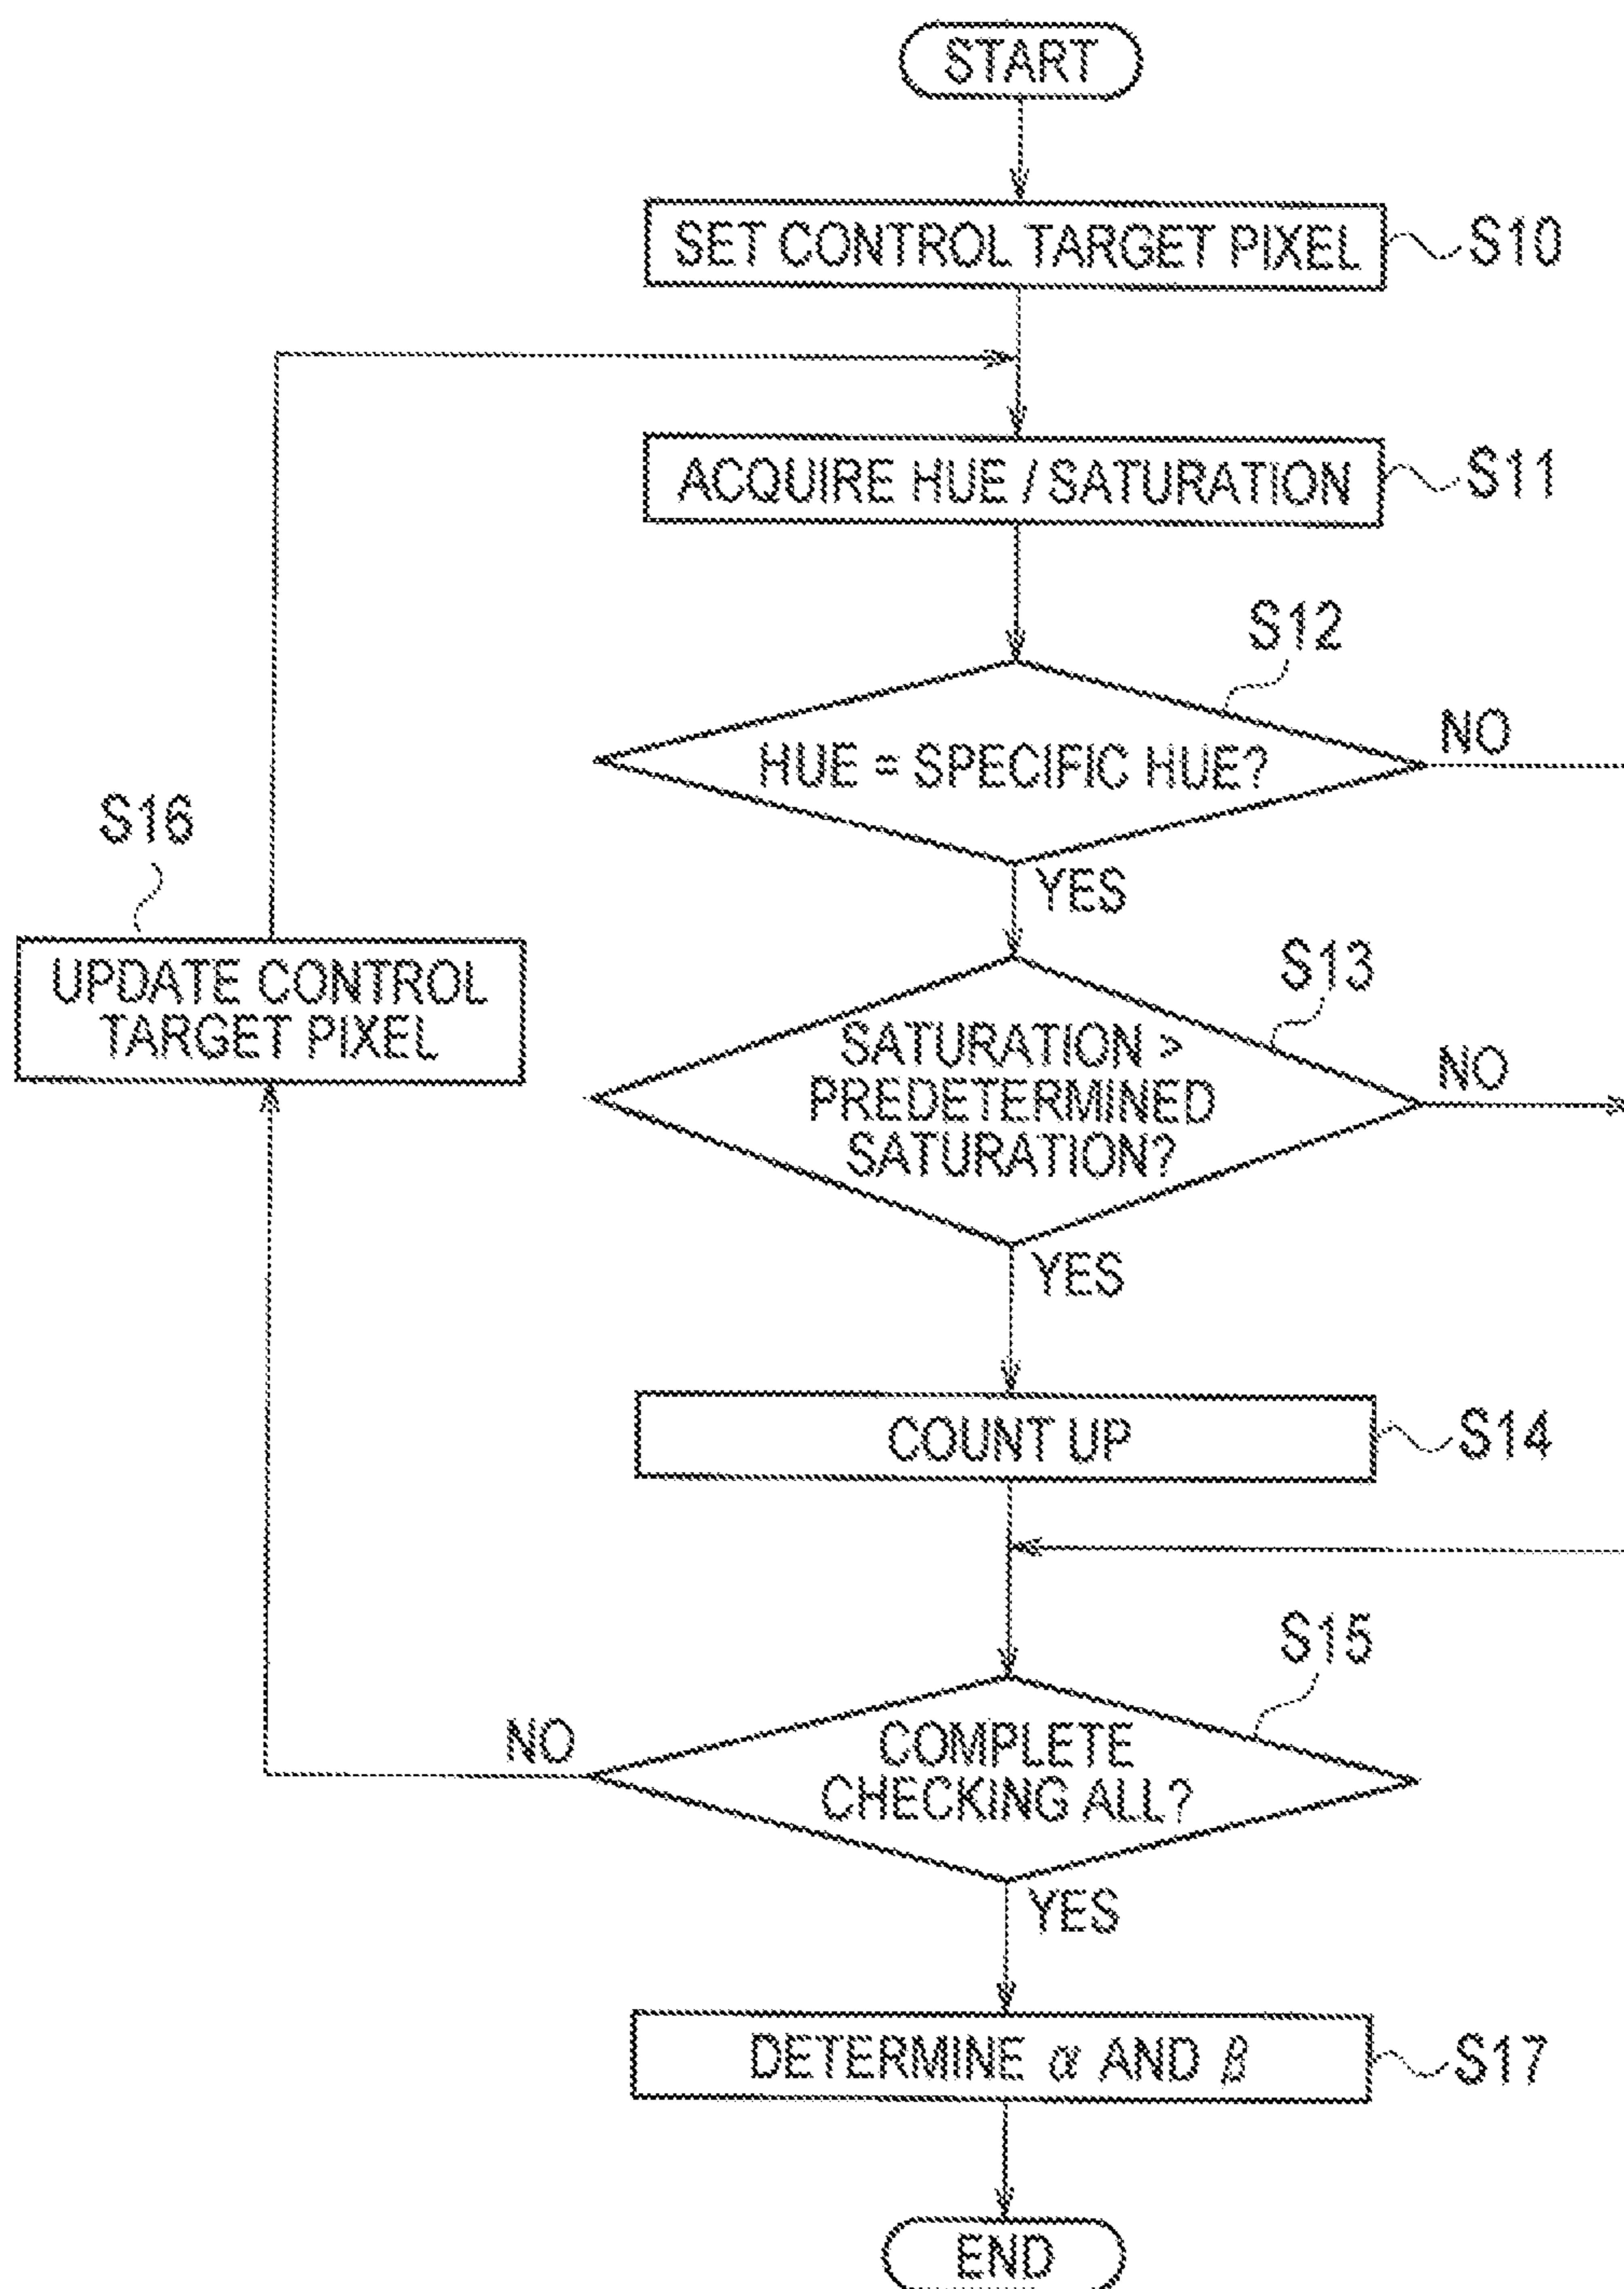 START
SET CONTROL TARGET PIXEL
S10
ACQUIRE HUE / SATURATION
S11
S12
HUE = SPECIFIC HUE?
NO
YES
S16
UPDATE CONTROL
TARGET PIXEL
S13
SATURATION >
PREDETERMINED
SATURATION?
NO
YES
COUNT UP
S14
S15
COMPLETE
CHECKING ALL?
NO
YES
DETERMINE α AND β
S17
END